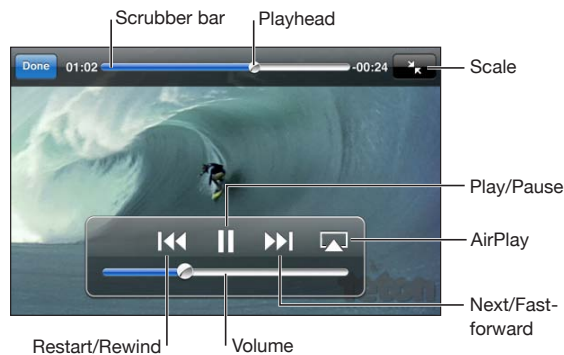 Scrubber bar
Playhead
Done
01:02
-00:24
Scale
Play/Pause
AirPlay
Next/Fast-
forward
Restart/Rewind
Volume